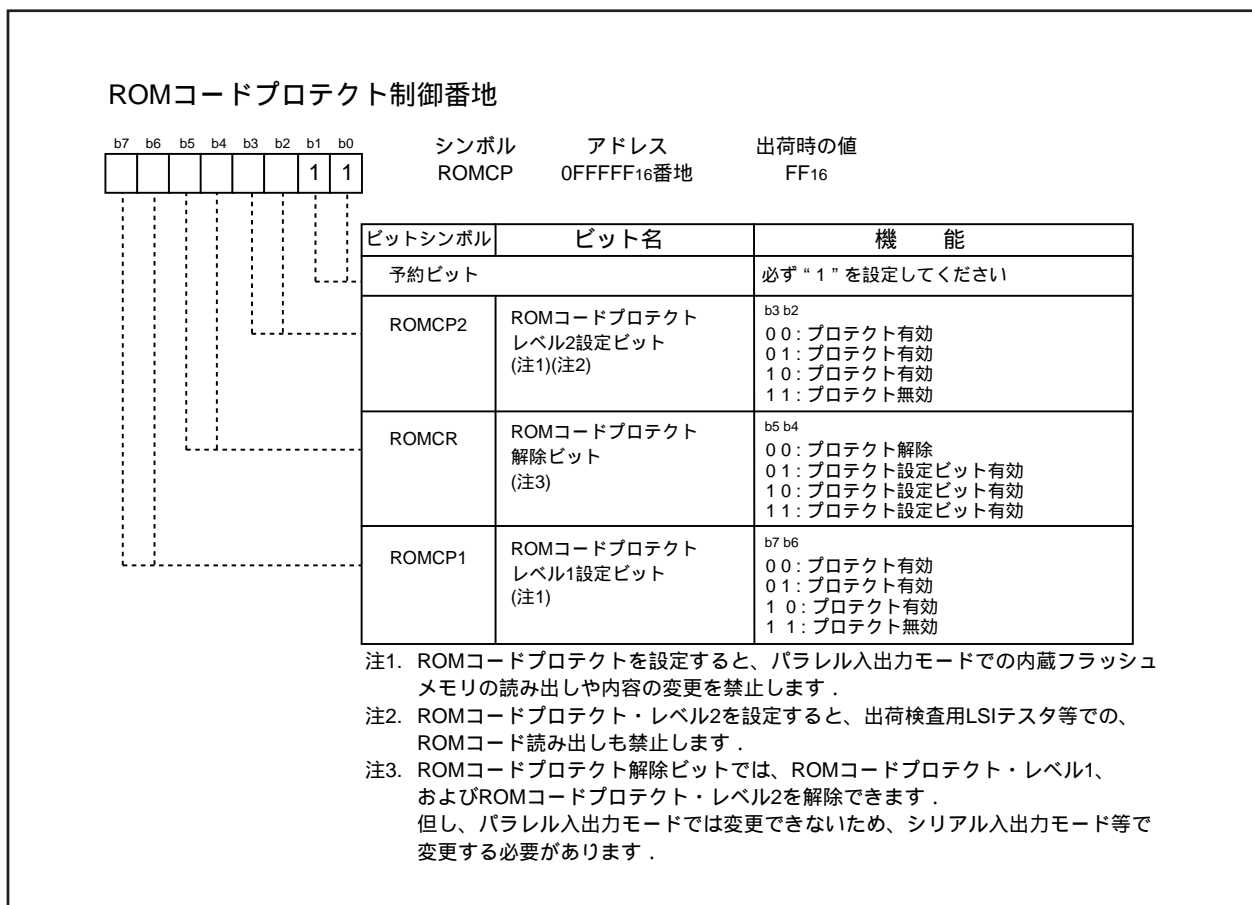 ROMコードプロテクト制御番地
b7 b6 b5 b4 b3 b2 b1 b0
1 1
シンボル アドレス 出荷時の値
ROMCP 0FFFFF16番地 FF16
ビットシンボル ビット名 機 能
予約ビット 必ず“1”を設定してください
ROMCP2
ROMコードプロテクト
レベル2設定ビット
(注1)(注2)
b3 b2
0 0 : プロテクト有効
0 1 : プロテクト有効
1 0 : プロテクト有効
1 1 : プロテクト無効
ROMCR
ROMコードプロテクト
解除ビット
(注3)
b5 b4
0 0 : プロテクト解除
0 1 : プロテクト設定ビット有効
1 0 : プロテクト設定ビット有効
1 1 : プロテクト設定ビット有効
ROMCP1
ROMコードプロテクト
レベル1設定ビット
(注1)
b7 b6
0 0 : プロテクト有効
0 1 : プロテクト有効
1 0 : プロテクト有効
1 1 : プロテクト無効
注1. ROMコードプロテクトを設定すると、パラレル入出力モードでの内蔵フラッシュ
メモリの読み出しや内容の変更を禁止します．
注2. ROMコードプロテクト・レベル2を設定すると、出荷検査用LSIテスタ等での、
ROMコード読み出しも禁止します．
注3. ROMコードプロテクト解除ビットでは、ROMコードプロテクト・レベル1、
およびROMコードプロテクト・レベル2を解除できます．
但し、パラレル入出力モードでは変更できないため、シリアル入出力モード等で
変更する必要があります．